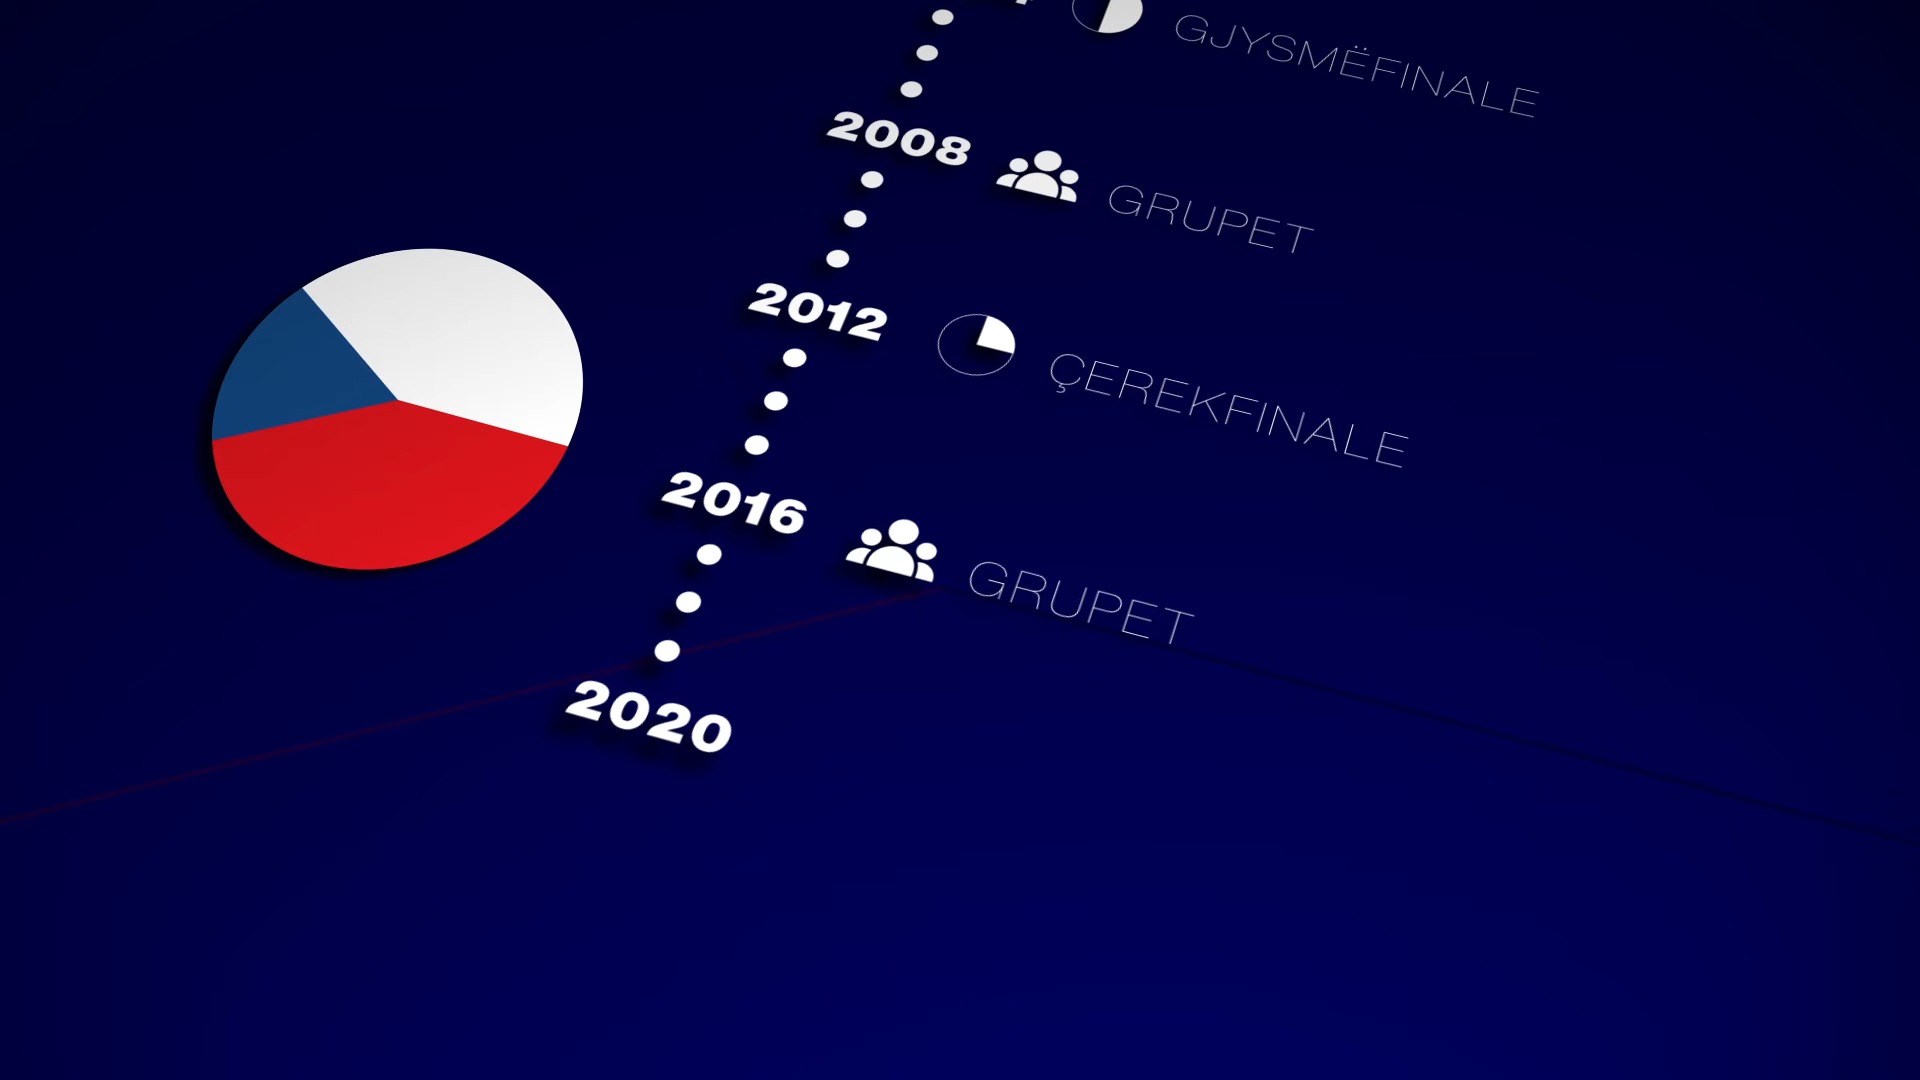 GJYSMËFINALE
2008 GRUPET
2012 ÇEREKFINALE
2016 GRUPET
2020